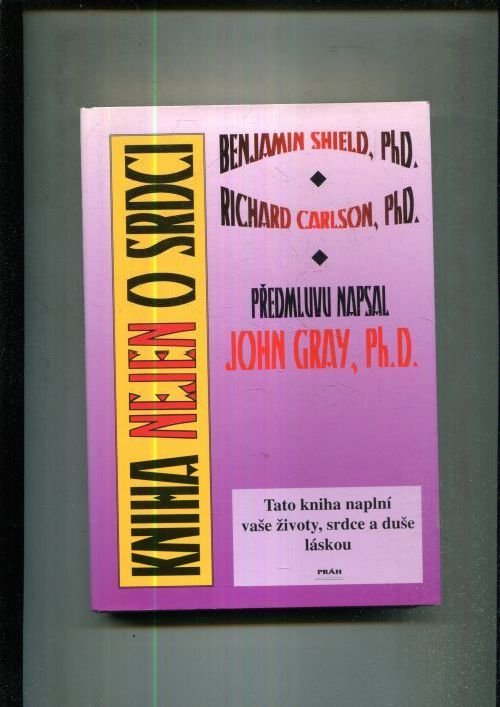 KNIHA NEJEN O SRDCI
BENJAMIN SHIELD, PhD.
RICHARD CARLSON, PhD.
PŘEDMLUVU NAPSAL
JOHN GRAY, Ph.D.
Tato kniha naplní
vaše životy, srdce a duše
láskou
PRÁH